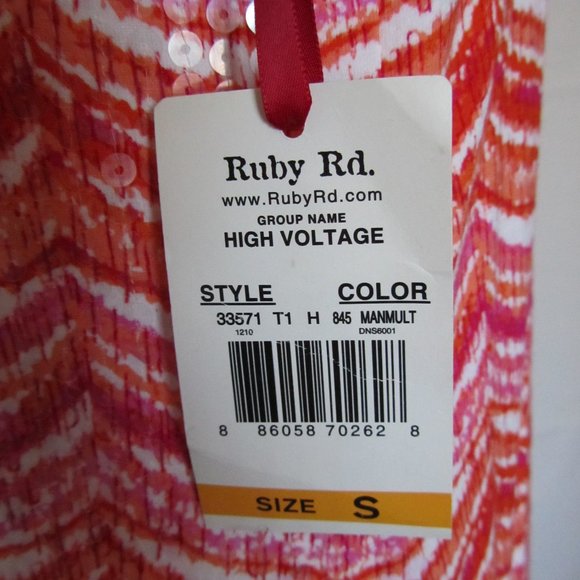 Ruby Rd.
www.RubyRd.com
GROUP NAME
HIGH VOLTAGE
STYLE COLOR
33571 T1 H 845 MANMULT
1210 DNS6001
8 86058 70262 8
SIZE S